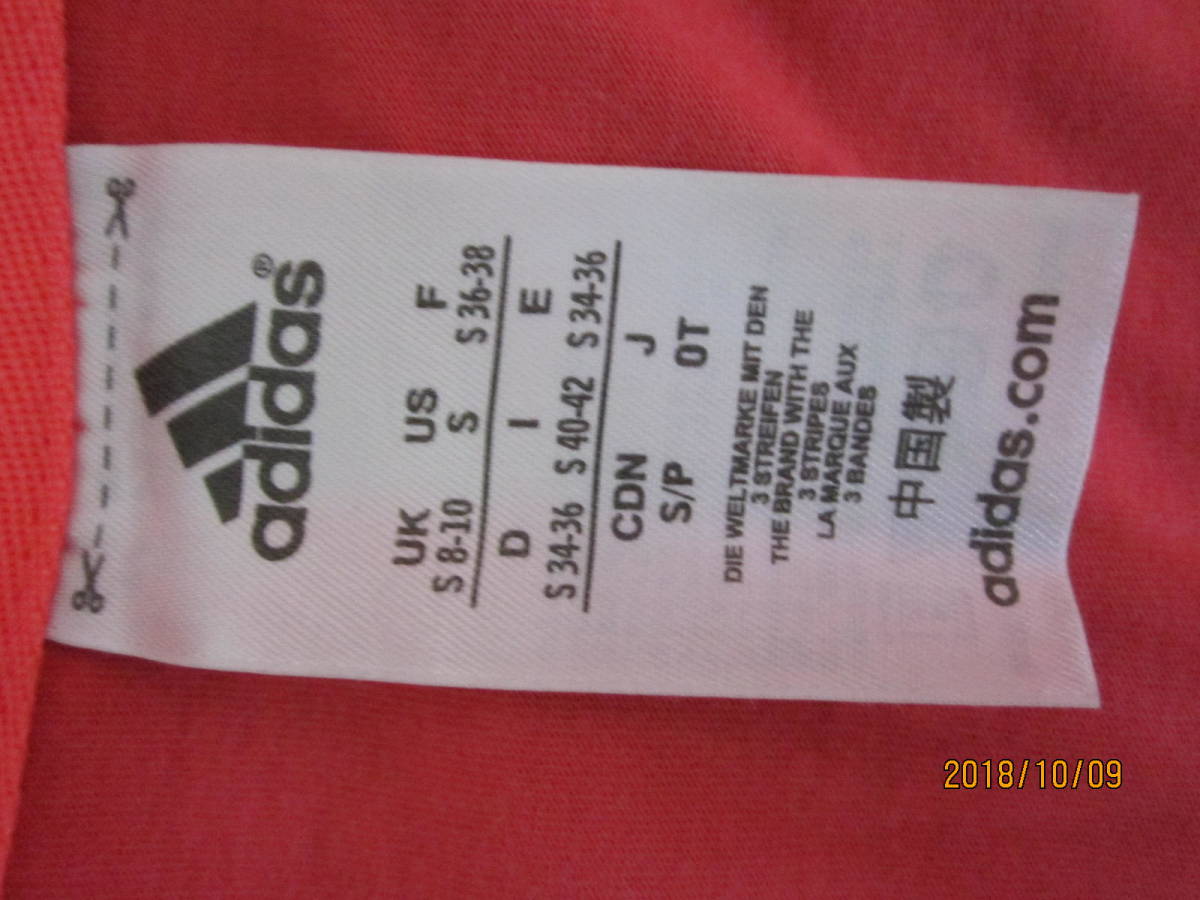 adidas®
UK US F
S 8-10 S S 36-38
D I E
S 34-36 S 40-42 S 34-36
CDN J
S/P OT
DIE WELTMARKE MIT DEN
3 STREIFEN
THE BRAND WITH THE
3 STRIPES
LA MARQUE AUX
3 BANDES
中国製
adidas.com
2018/10/09